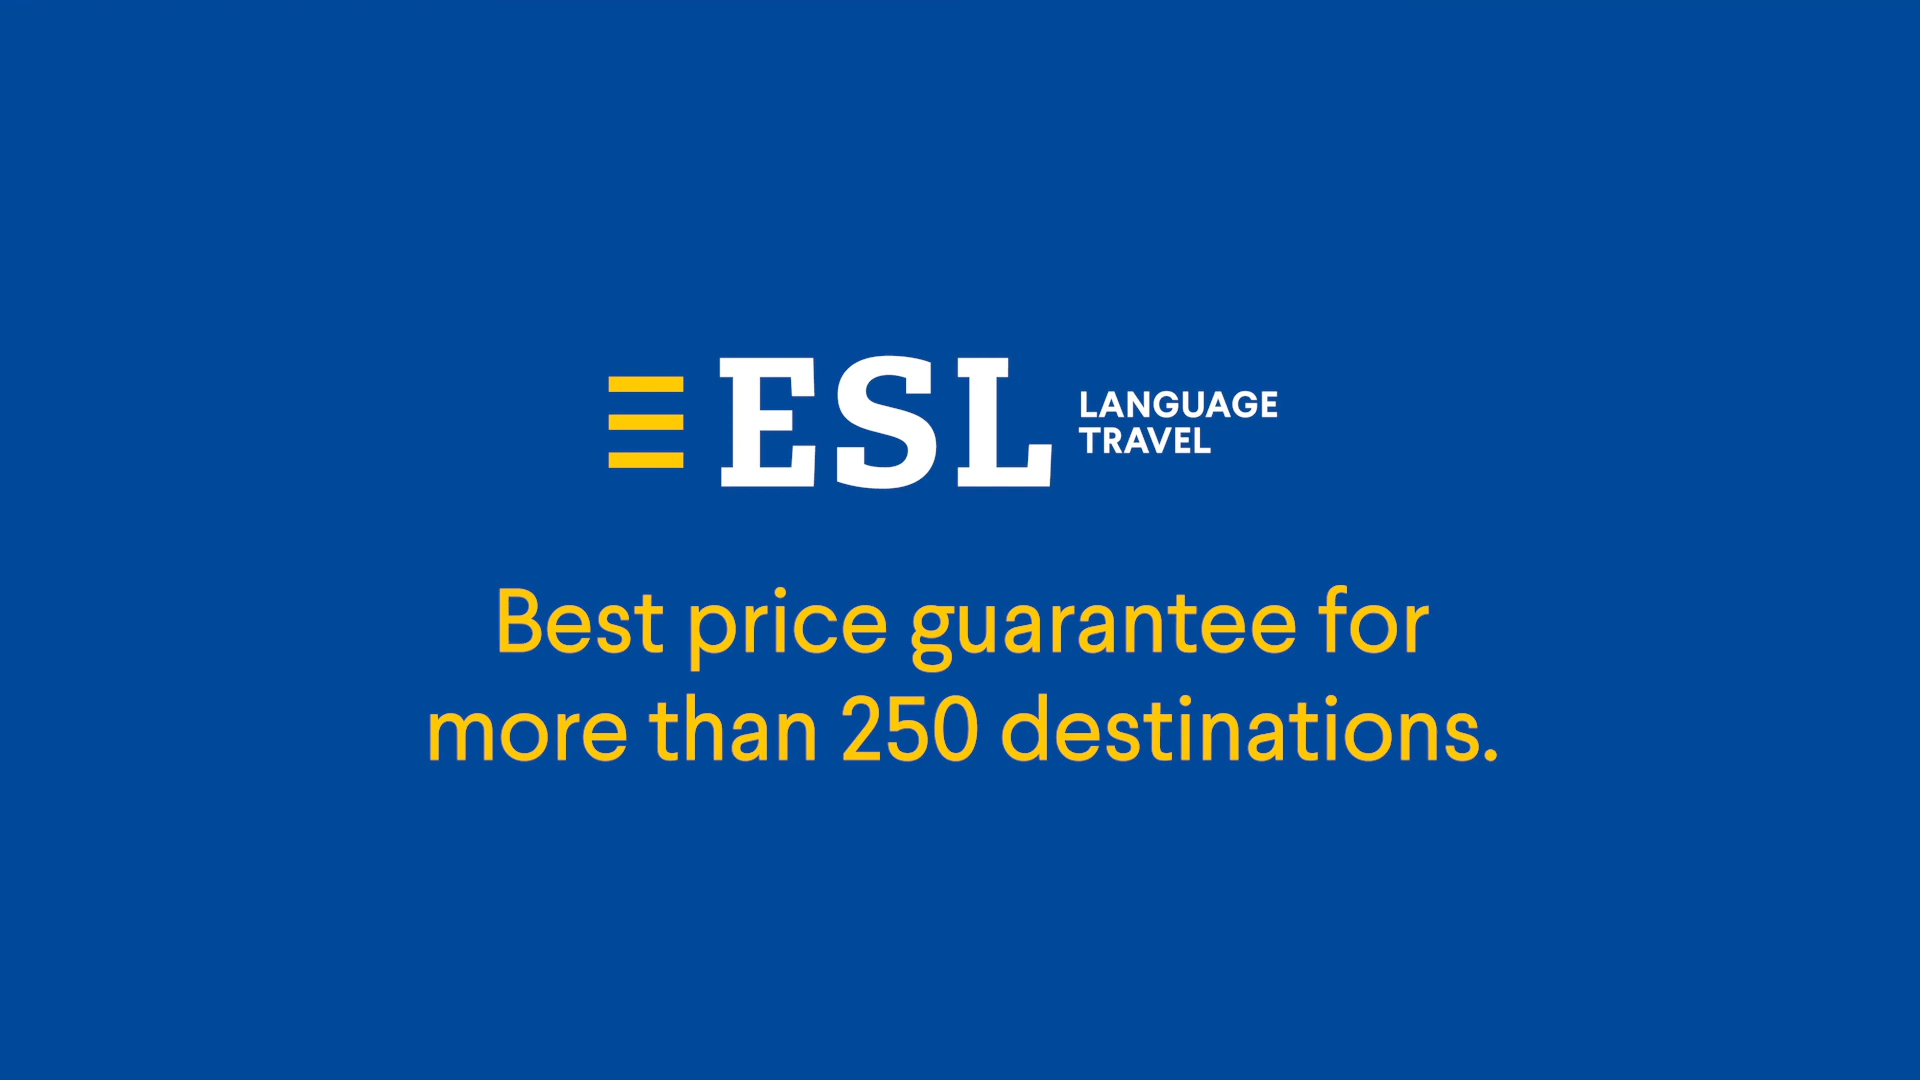 ESL
LANGUAGE
TRAVEL
Best price guarantee for
more than 250 destinations.